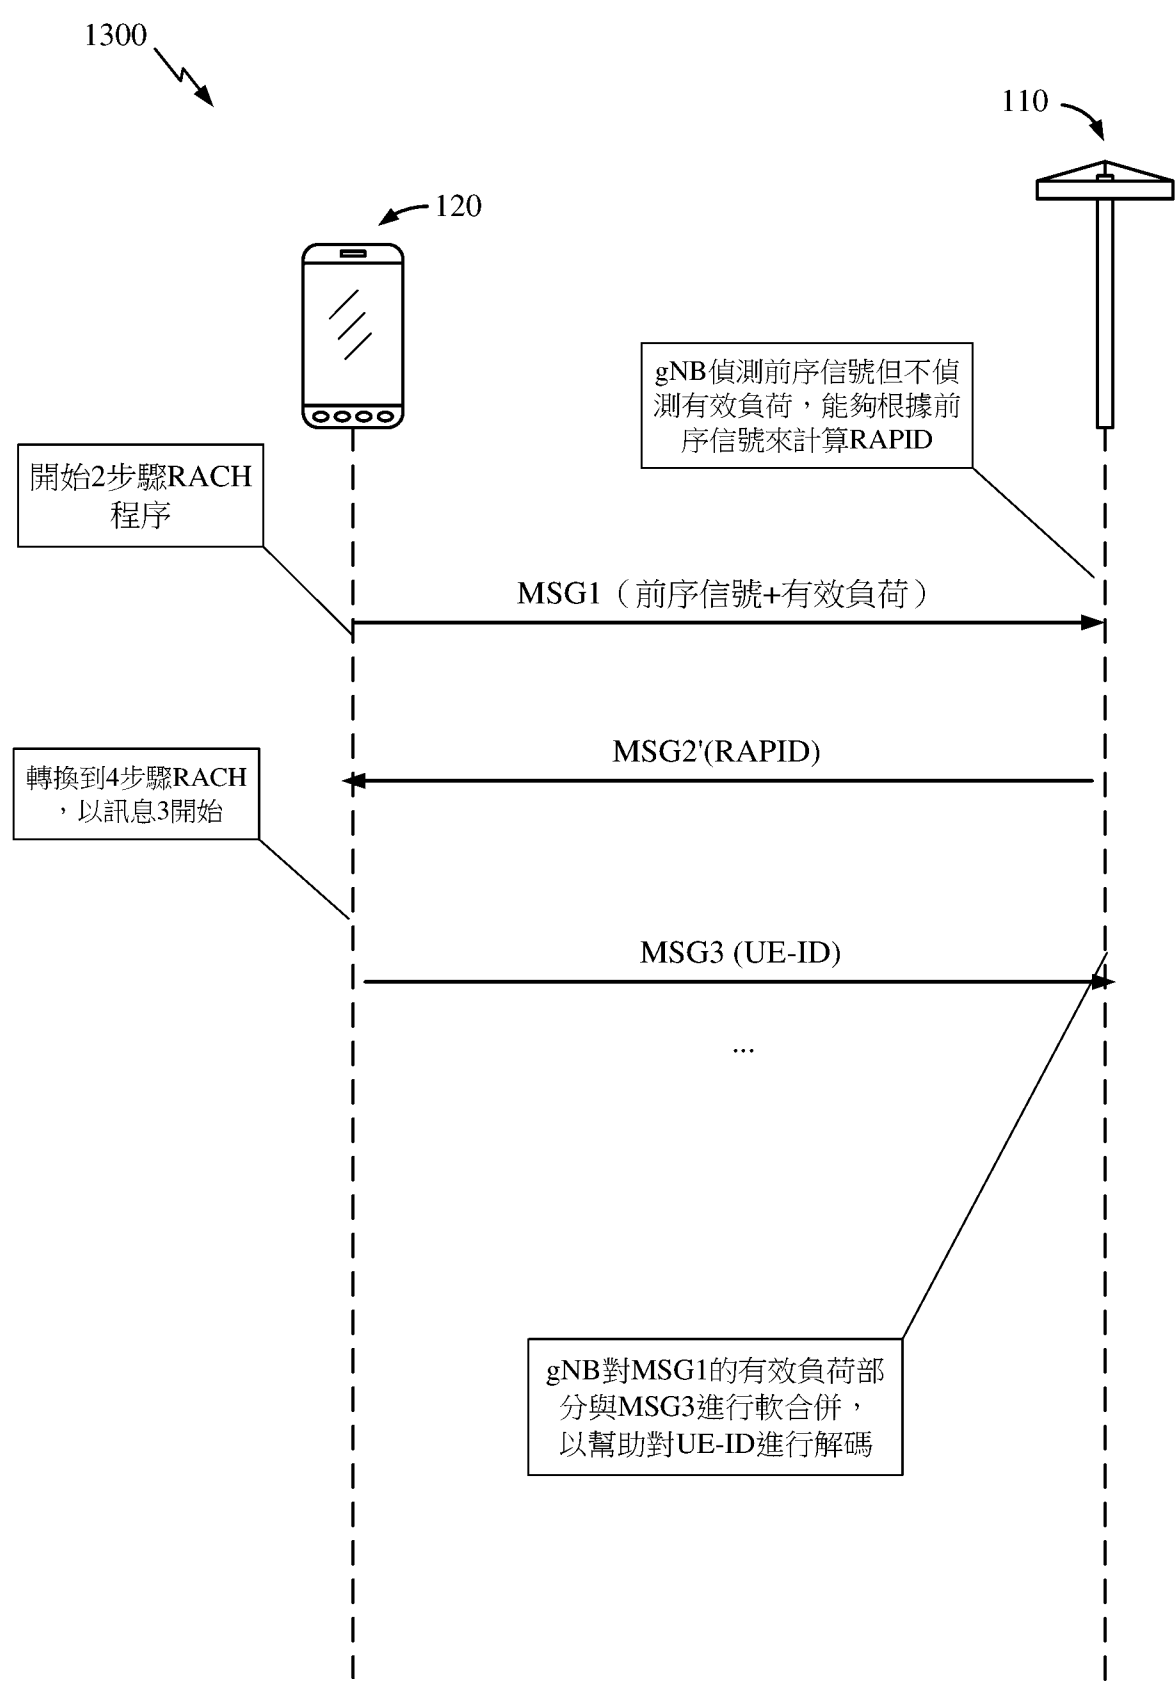 1300
110
120
gNB偵測前序信號但不偵
測有效負荷，能夠根據前
序信號來計算RAPID
開始2步驟RACH
程序
MSG1（前序信號+有效負荷）
MSG2'(RAPID)
轉換到4步驟RACH
，以訊息3開始
MSG3 (UE-ID)
...
gNB對MSG1的有效負荷部
分與MSG3進行軟合併，
以幫助對UE-ID進行解碼